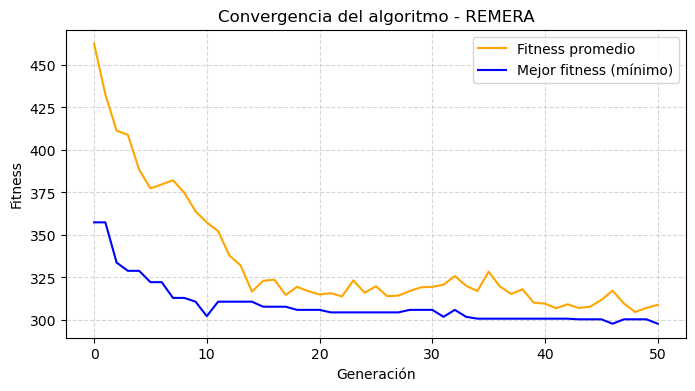 Convergencia del algoritmo - REMERA
Fitness promedio
Mejor fitness (mínimo)
Fitness
450
425
400
375
350
325
300
0
10
20
30
40
50
Generación